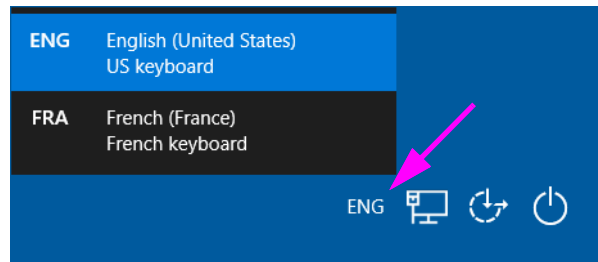 ENG English (United States)
US keyboard
FRA French (France)
French keyboard
ENG